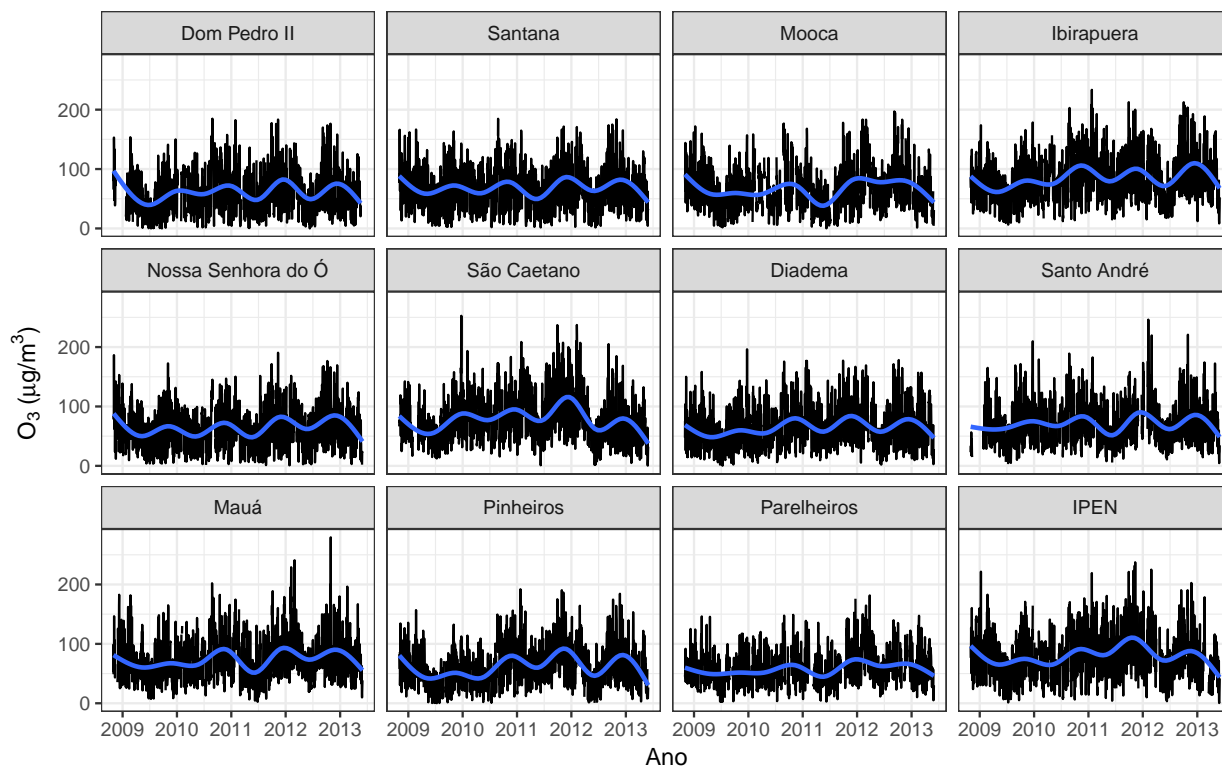 Dom Pedro II Santana Mooca Ibirapuera
200
100
0
Nossa Senhora do Ó São Caetano Diadema Santo André
200
100
0
Mauá Pinheiros Parelheiros IPEN
200
100
0
O₃ (µg/m³)
2009 2010 2011 2012 2013 2009 2010 2011 2012 2013 2009 2010 2011 2012 2013 2009 2010 2011 2012 2013
Ano